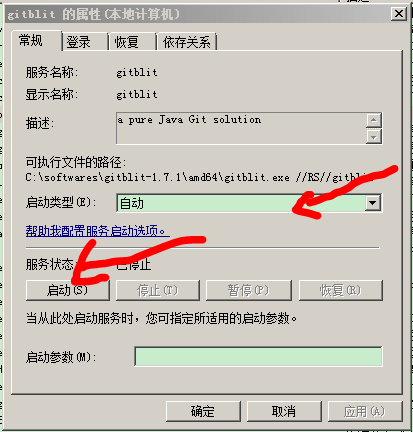 gitblit 的属性(本地计算机)
常规 登录 恢复 依存关系
服务名称: gitblit
显示名称: gitblit
描述: a pure Java Git solution
可执行文件的路径:
C:\softwares\gitblit-1.7.1\amd64\gitblit.exe //RS//gitblit
启动类型(E): 自动
帮助我配置服务启动选项。
服务状态: 已停止
启动(S) 停止(T) 暂停(P) 恢复(R)
当从此处启动服务时，您可指定所适用的启动参数。
启动参数(M):
确定 取消 应用(A)